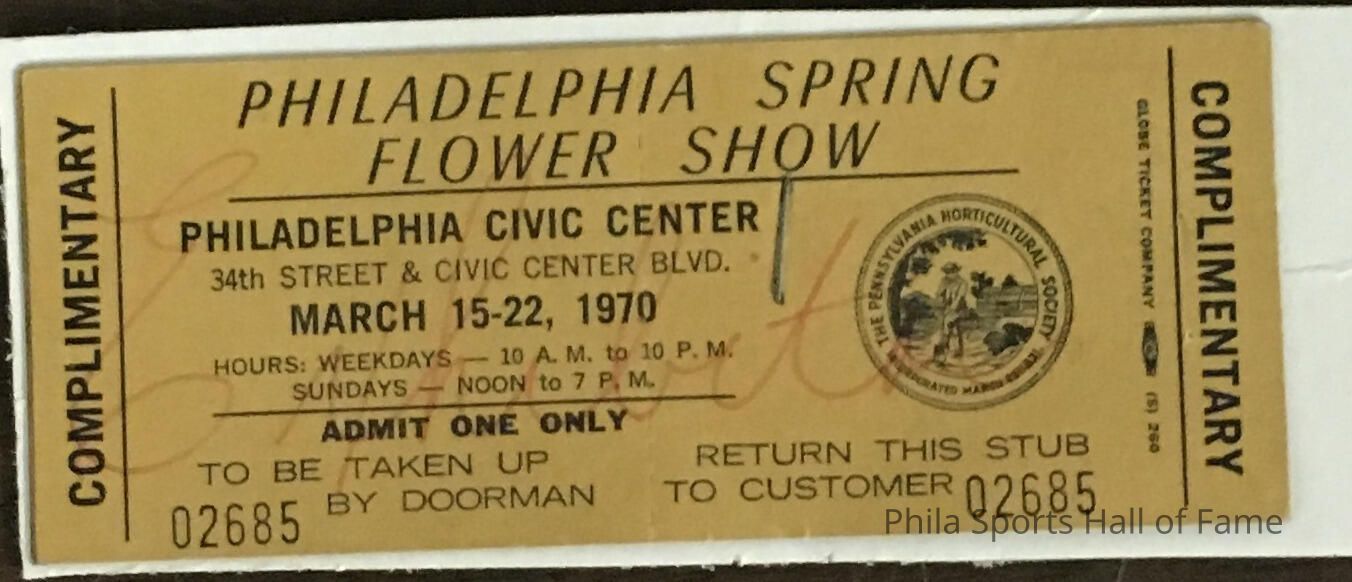 COMPLIMENTARY
PHILADELPHIA SPRING
FLOWER SHOW
PHILADELPHIA CIVIC CENTER
34th STREET & CIVIC CENTER BLVD.
MARCH 15-22, 1970
HOURS: WEEKDAYS — 10 A. M. to 10 P. M.
SUNDAYS — NOON to 7 P. M.
ADMIT ONE ONLY
TO BE TAKEN UP
BY DOORMAN
02685
THE PENNSYLVANIA HORTICULTURAL SOCIETY
RETURN THIS STUB
TO CUSTOMER
02685
GLOBE TICKET COMPANY (S) 260
COMPLIMENTARY
Phila Sports Hall of Fame